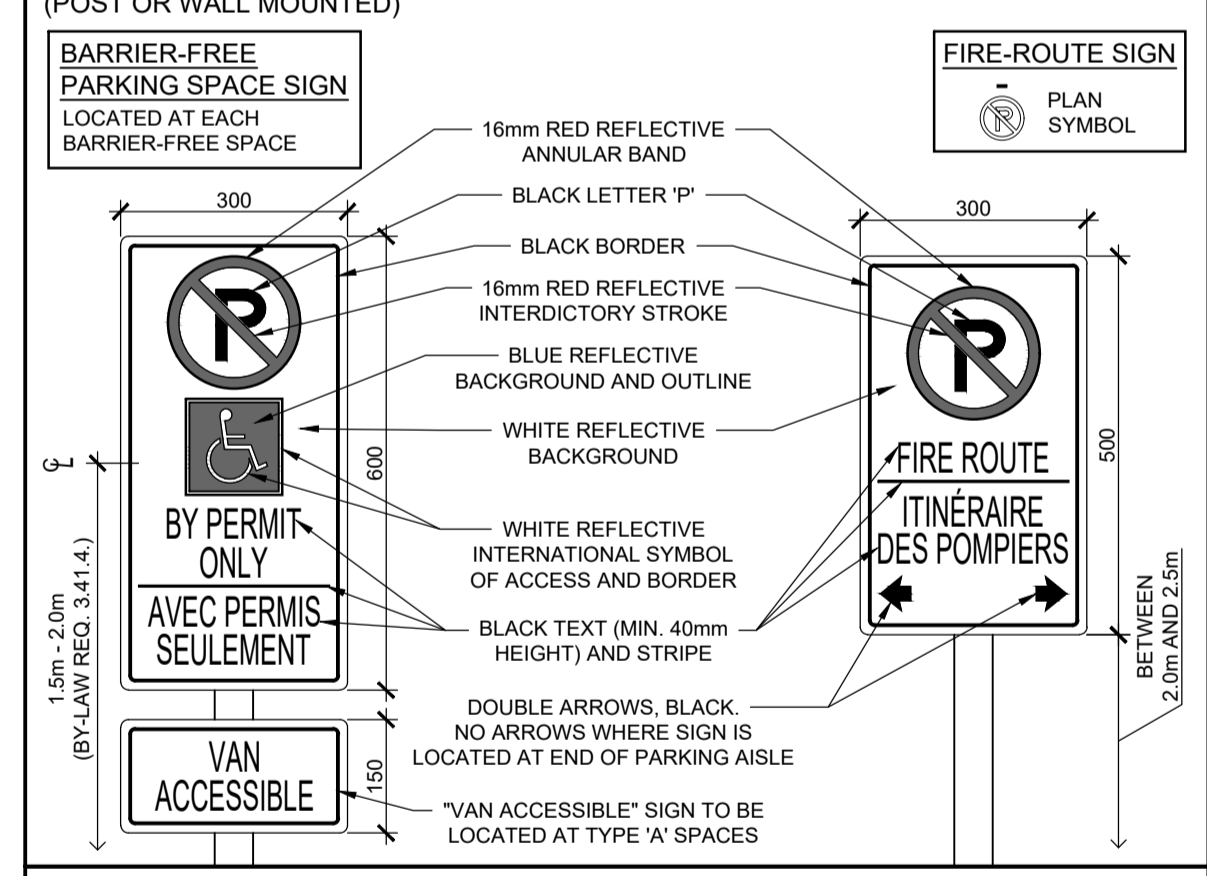 (POST OR WALL MOUNTED)
BARRIER-FREE
PARKING SPACE SIGN
LOCATED AT EACH
BARRIER-FREE SPACE
FIRE-ROUTE SIGN
P
PLAN
SYMBOL
16mm RED REFLECTIVE
ANNULAR BAND
BLACK LETTER 'P'
BLACK BORDER
16mm RED REFLECTIVE
INTERDICTORY STROKE
BLUE REFLECTIVE
BACKGROUND AND OUTLINE
WHITE REFLECTIVE
BACKGROUND
WHITE REFLECTIVE
INTERNATIONAL SYMBOL
OF ACCESS AND BORDER
BLACK TEXT (MIN. 40mm
HEIGHT) AND STRIPE
DOUBLE ARROWS, BLACK.
NO ARROWS WHERE SIGN IS
LOCATED AT END OF PARKING AISLE
"VAN ACCESSIBLE" SIGN TO BE
LOCATED AT TYPE 'A' SPACES
300
P
BY PERMIT
ONLY
AVEC PERMIS
SEULEMENT
600
VAN
ACCESSIBLE
150
CL
1.5m - 2.0m
(BY-LAW REQ. 3.41.4.)
300
P
FIRE ROUTE
ITINÉRAIRE
DES POMPIERS
500
BETWEEN
2.0m AND 2.5m